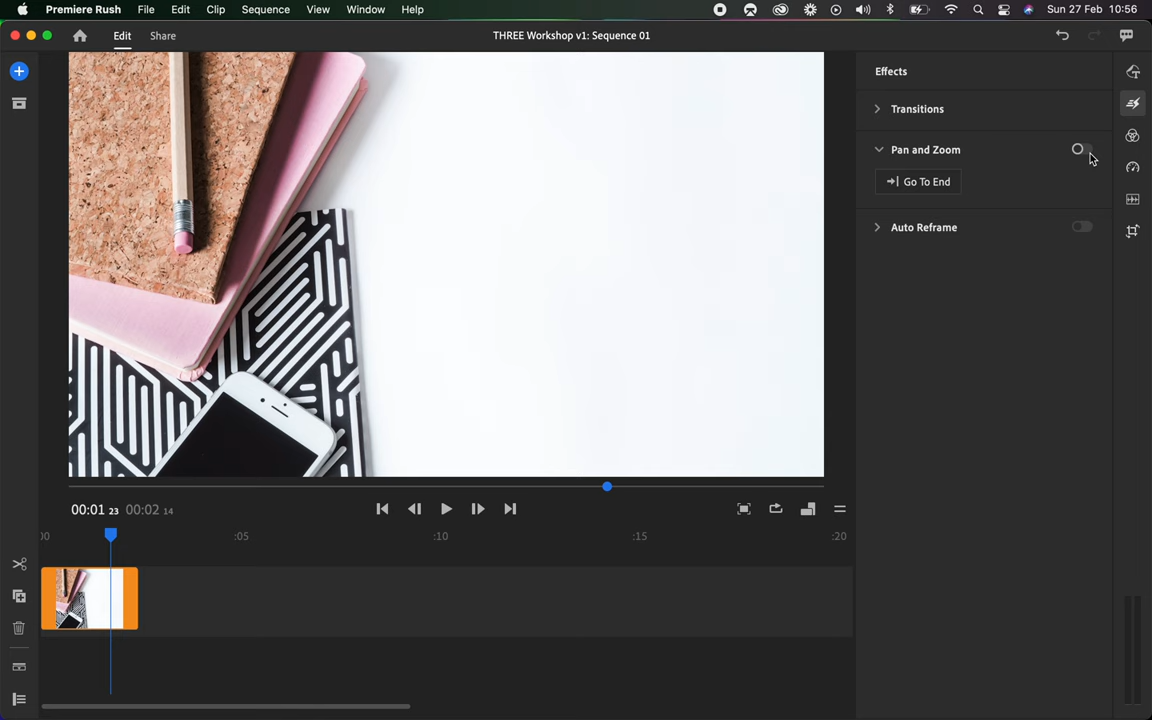 Premiere Rush File Edit Clip Sequence View Window Help Sun 27 Feb 10:56
Edit Share THREE Workshop v1: Sequence 01
Effects
Transitions
Pan and Zoom
Go To End
Auto Reframe
00:01 23 00:02 14
00 :05 :10 :15 :20